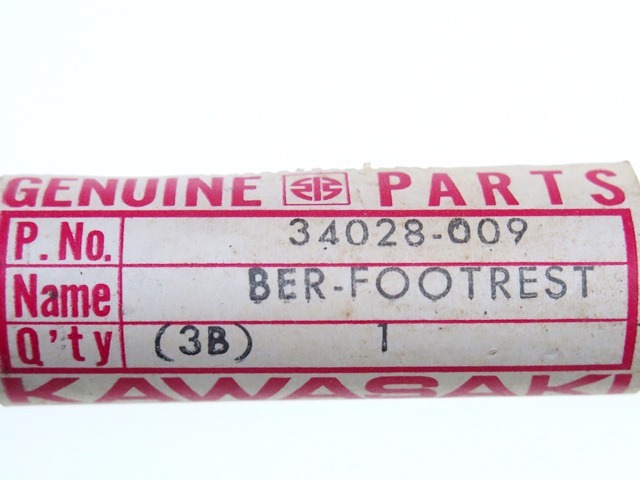 GENUINE PARTS
P. No. 34028-009
Name BER-FOOTREST
Q'ty (3B) 1
KAWASAKI